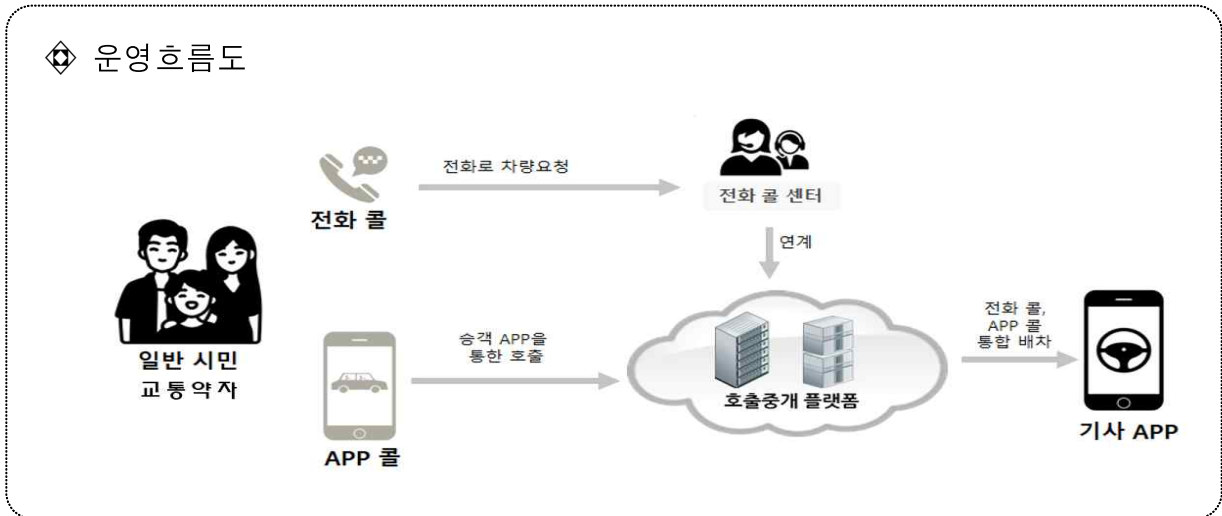 운영흐름도
전화로 차량요청
전화 콜
전화 콜 센터
연계
일반 시민
교통약자
승객 APP을
통한 호출
APP 콜
호출중개 플랫폼
전화 콜,
APP 콜
통합 배차
기사 APP